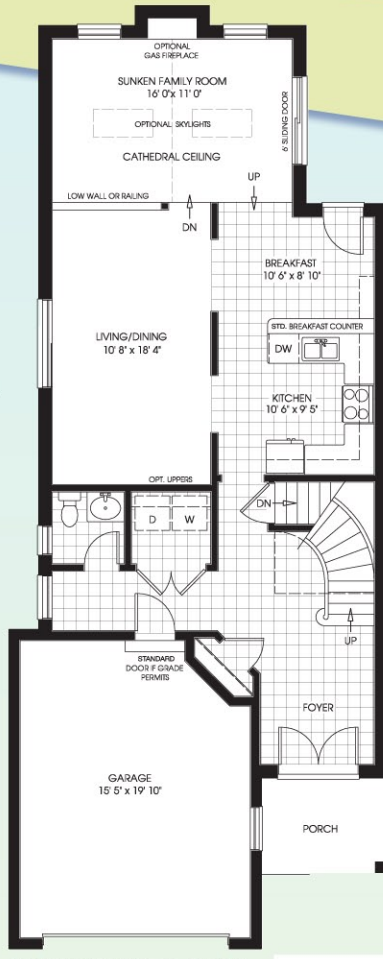 OPTIONAL
GAS FIREPLACE
SUNKEN FAMILY ROOM
16' 0"x 11' 0"
6' SLIDING DOOR
OPTIONAL SKYLIGHTS
CATHEDRAL CEILING
UP
LOW WALL OR RAILING
DN
BREAKFAST
10' 6"x 8' 10"
STD. BREAKFAST COUNTER
LIVING/DINING
10' 8"x 18' 4"
DW
KITCHEN
10' 6"x 9' 5"
OPT. UPPERS
DN
D
W
UP
STANDARD
DOOR IF GRADE
PERMITS
FOYER
GARAGE
15' 5"x 19' 10"
PORCH